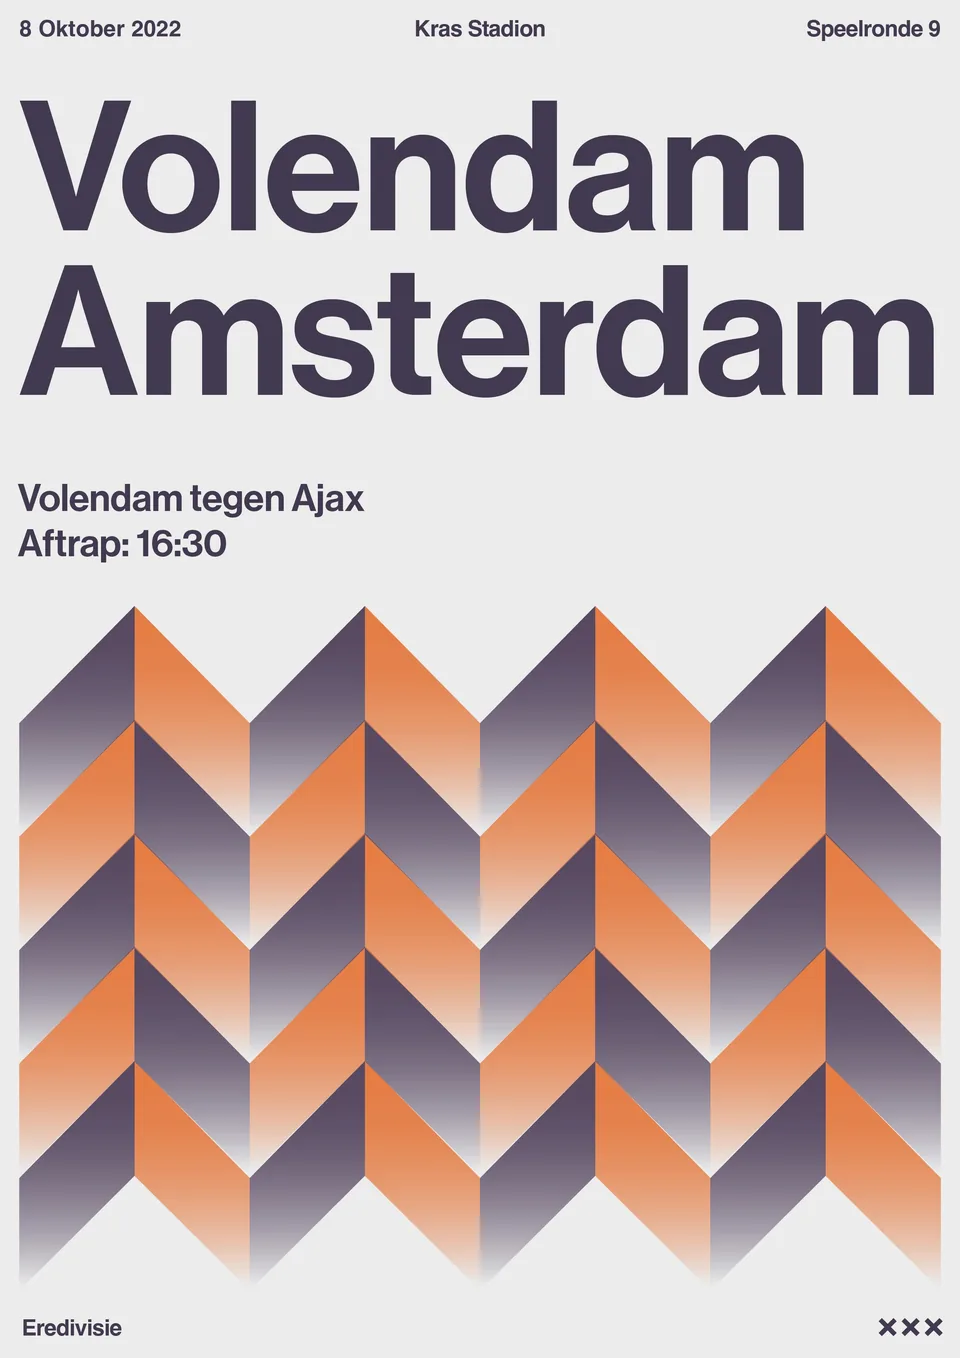 8 Oktober 2022
Kras Stadion
Speelronde 9
Volendam
Amsterdam
Volendam tegen Ajax
Aftrap: 16:30
Eredivisie
×××